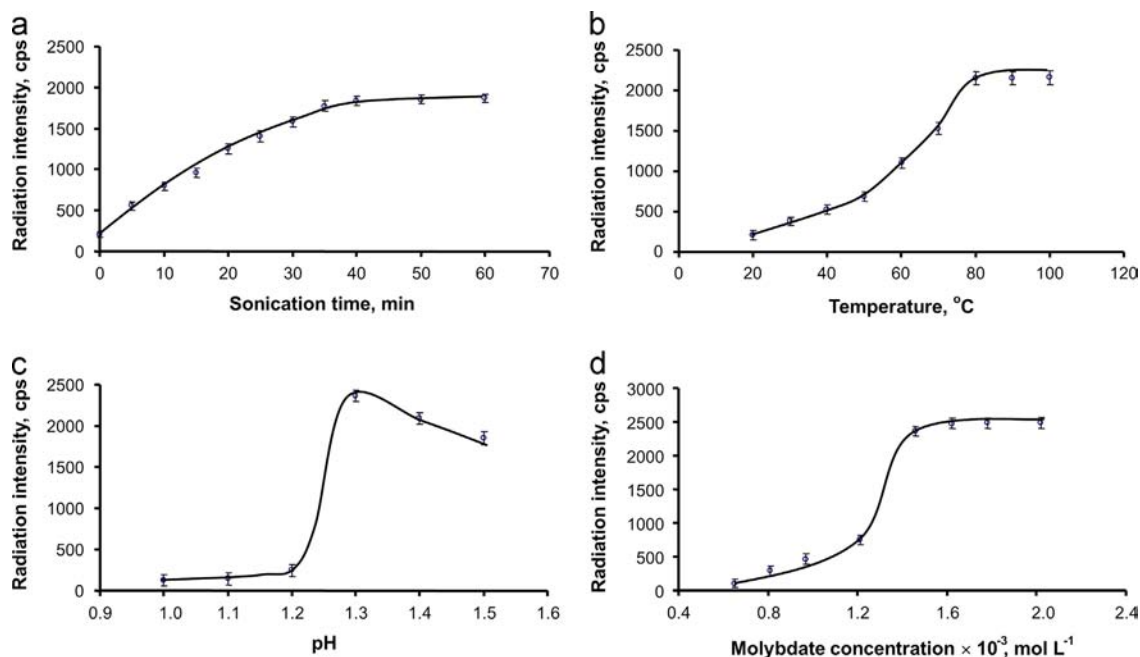 a
Radiation intensity, cps
2500
2000
1500
1000
500
0
0 10 20 30 40 50 60 70
Sonication time, min
b
Radiation intensity, cps
2500
2000
1500
1000
500
0
0 20 40 60 80 100 120
Temperature, °C
c
Radiation intensity, cps
2500
2000
1500
1000
500
0
0.9 1.0 1.1 1.2 1.3 1.4 1.5 1.6
pH
d
Radiation intensity, cps
3000
2500
2000
1500
1000
500
0
0.4 0.8 1.2 1.6 2.0 2.4
Molybdate concentration × 10⁻³, mol L⁻¹